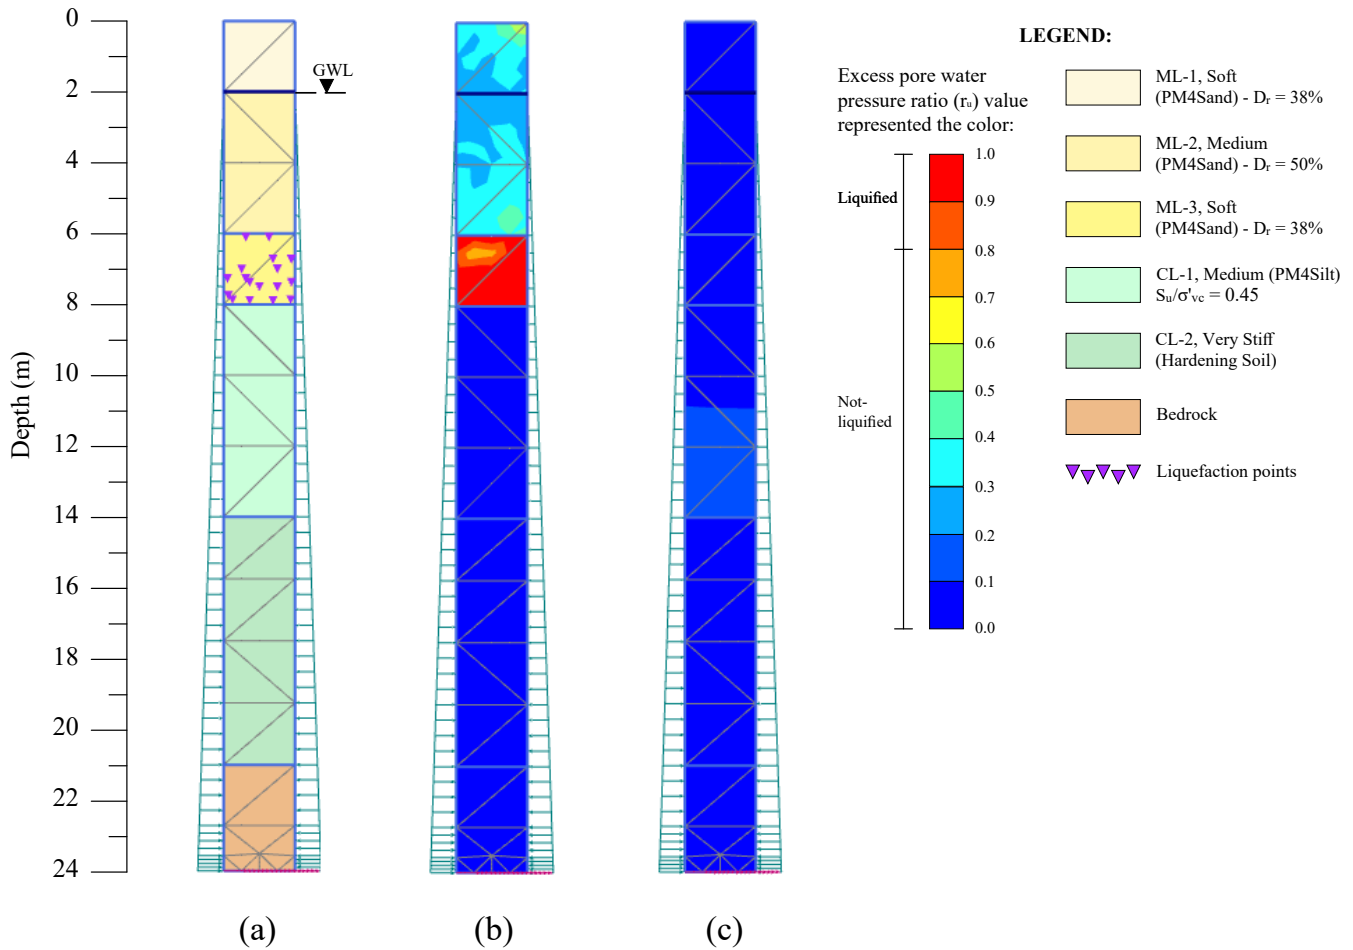 Depth (m)
0
2
4
6
8
10
12
14
16
18
20
22
24
GWL
(a)
(b)
(c)
LEGEND:
Excess pore water
pressure ratio (rᵤ) value
represented the color:
Liquified
Not-
liquified
1.0
0.9
0.8
0.7
0.6
0.5
0.4
0.3
0.2
0.1
0.0
ML-1, Soft
(PM4Sand) - Dᵣ = 38%
ML-2, Medium
(PM4Sand) - Dᵣ = 50%
ML-3, Soft
(PM4Sand) - Dᵣ = 38%
CL-1, Medium (PM4Silt)
Sᵤ/σ'vc = 0.45
CL-2, Very Stiff
(Hardening Soil)
Bedrock
Liquefaction points